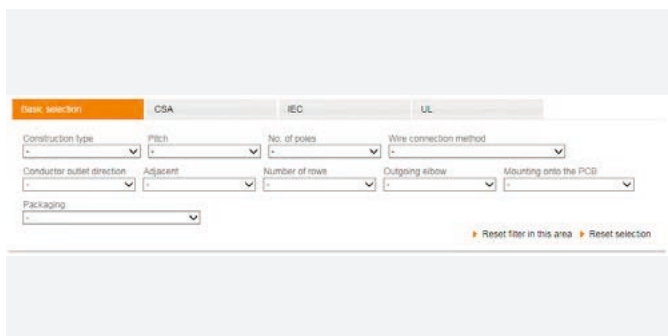 Basic selection CSA IEC UL
Construction type Pitch No. of poles Wire connection method
- - - -
Conductor outlet direction Adjacent Number of rows Outgoing elbow Mounting onto the PCB
- - - - -
Packaging
-
Reset filter in this area Reset selection